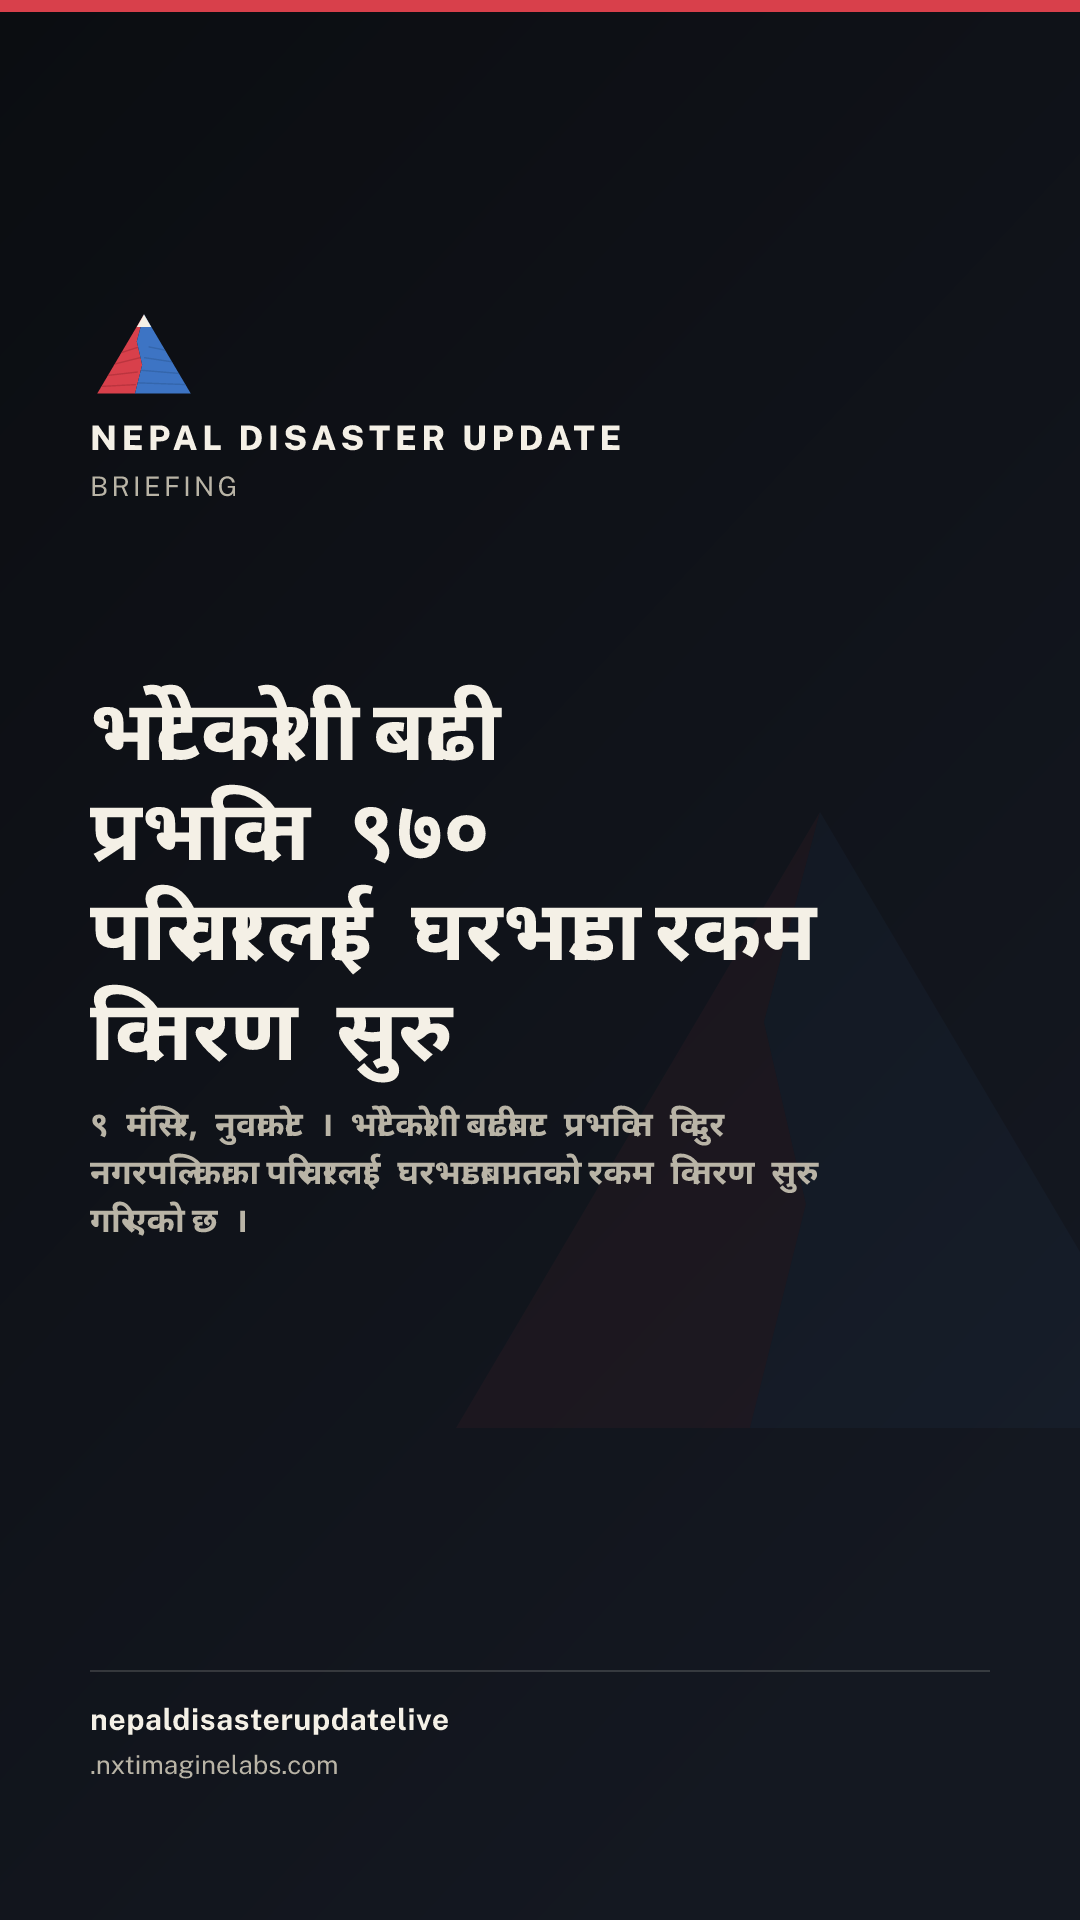 NEPAL DISASTER UPDATE
BRIEFING
भोटेकोशी बाढी
प्रभावित ९७०
परिवारलाई घरभाडा रकम
वितरण सुरु
९ मंसिर, नुवाकोट । भोटेकोशी बाढीबाट प्रभावित विदुर
नगरपालिकाका परिवारलाई घरभाडाबापतको रकम वितरण सुरु
गरिएको छ ।
nepaldisasterupdatelive
.nxtimaginelabs.com